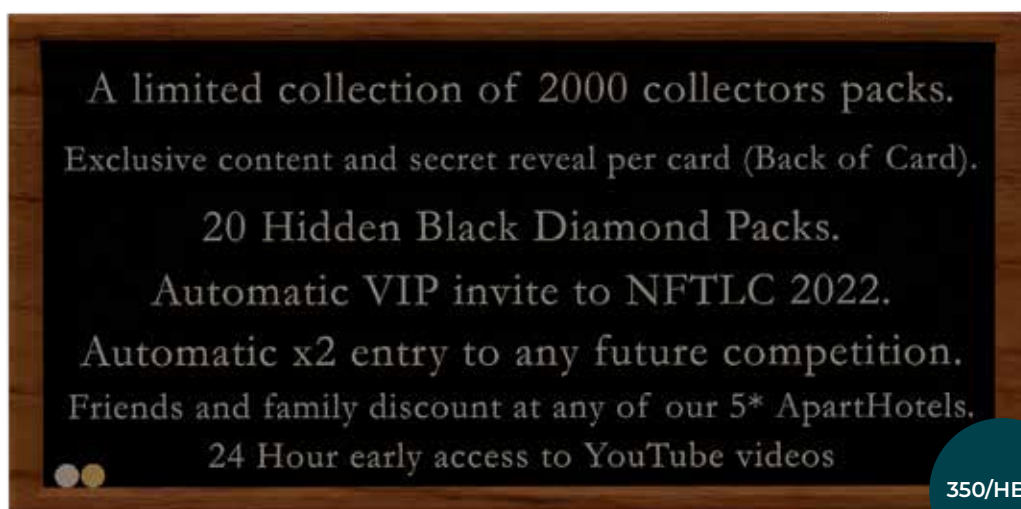 A limited collection of 2000 collectors packs.
Exclusive content and secret reveal per card (Back of Card).
20 Hidden Black Diamond Packs.
Automatic VIP invite to NFTLC 2022.
Automatic x2 entry to any future competition.
Friends and family discount at any of our 5* ApartHotels.
24 Hour early access to YouTube videos
350/HE